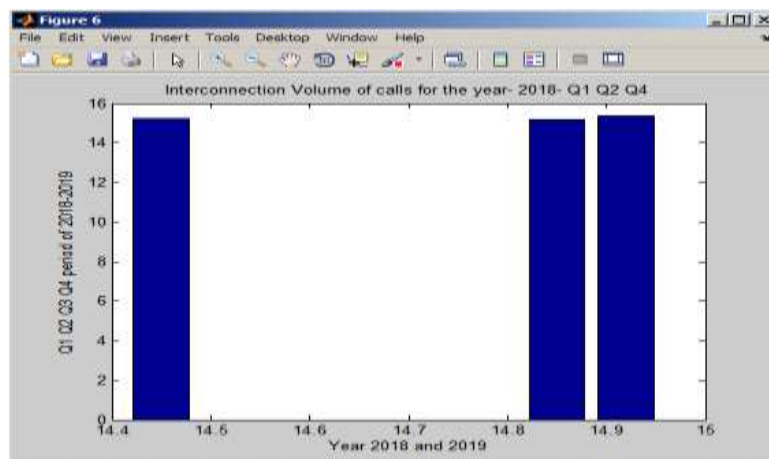 Figure 6
File Edit View Insert Tools Desktop Window Help
Interconnection Volume of calls for the year- 2018- Q1 Q2 Q4
16
14
12
10
8
6
4
2
0
Q1 Q2 Q3 Q4 period of 2018-2019
14.4 14.5 14.6 14.7 14.8 14.9 15
Year 2018 and 2019